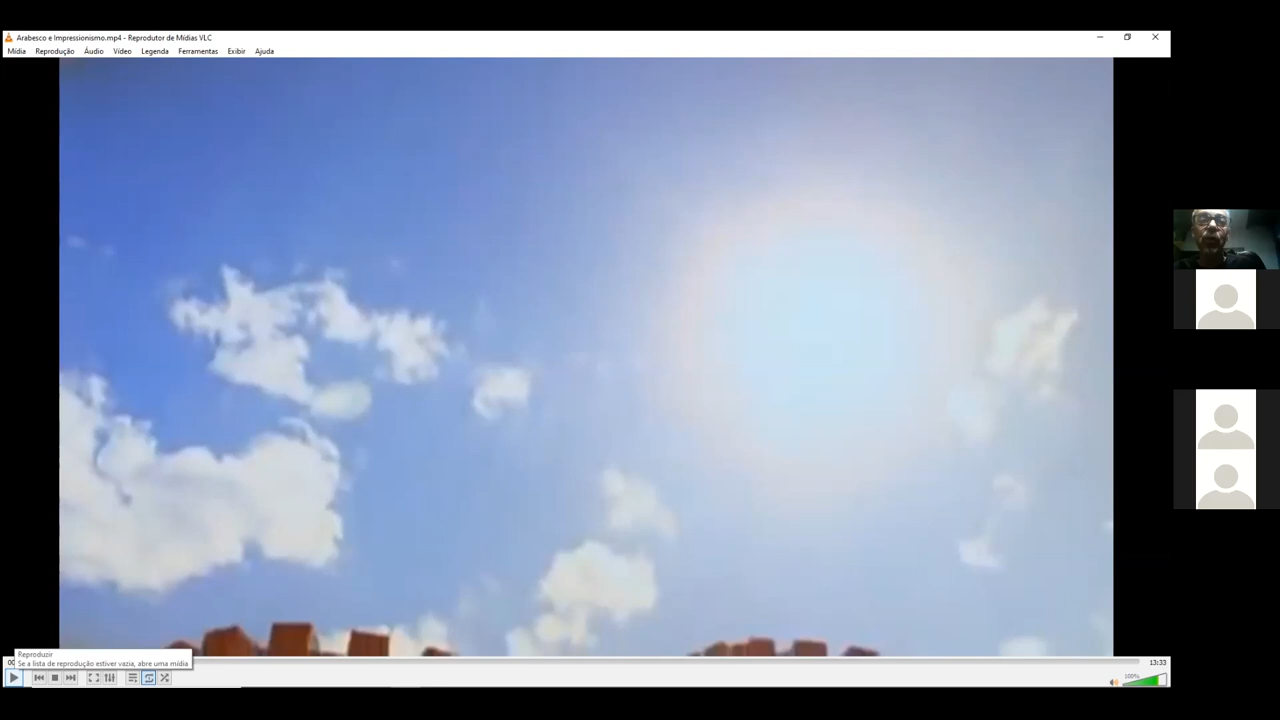 Arabesco e Impressionismo.mp4 - Reprodutor de Mídias VLC
Mídia Reprodução Áudio Vídeo Legenda Ferramentas Exibir Ajuda
Reproduzir
Se a lista de reprodução estiver vazia, abre uma mídia
13:33
100%